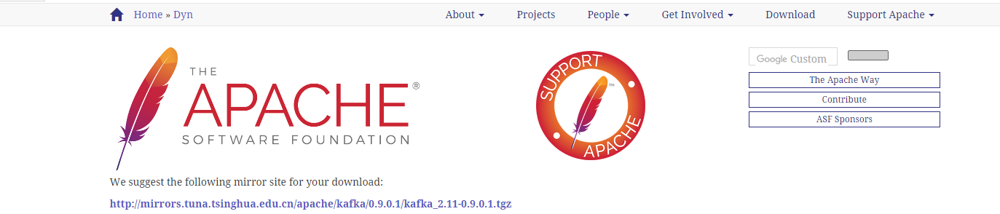 Home » Dyn
About
Projects
People
Get Involved
Download
Support Apache
THE
APACHE®
SOFTWARE FOUNDATION
SUPPORT
APACHE
TM
Google Custom
The Apache Way
Contribute
ASF Sponsors
We suggest the following mirror site for your download:
http://mirrors.tuna.tsinghua.edu.cn/apache/kafka/0.9.0.1/kafka_2.11-0.9.0.1.tgz